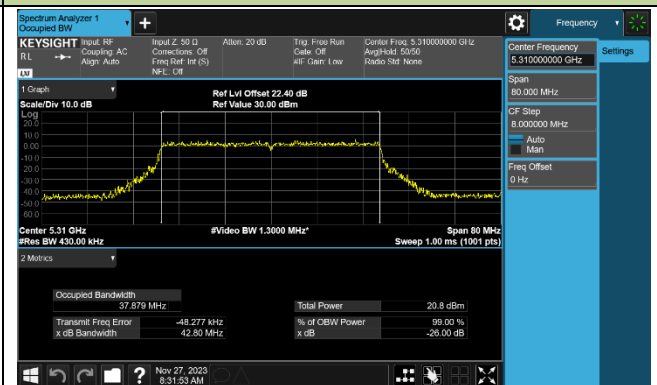 Spectrum Analyzer 1
Occupied BW
+
Frequency
KEYSIGHT
RL
LXI
Input: RF
Coupling: AC
Align: Auto
Input Z: 50 Ω
Corrections: Off
Freq Ref: Int (S)
NFE: Off
Atten: 20 dB
Trig: Free Run
Gate: Off
#IF Gain: Low
Center Freq: 5.310000000 GHz
Avg|Hold: 50/50
Radio Std: None
Center Frequency
5.310000000 GHz
Settings
Span
80.000 MHz
CF Step
8.000000 MHz
Auto
Man
Freq Offset
0 Hz
1 Graph
Scale/Div 10.0 dB
Ref Lvl Offset 22.40 dB
Ref Value 30.00 dBm
Log
20.0
10.0
0.00
-10.0
-20.0
-30.0
-40.0
-50.0
-60.0
Center 5.31 GHz
#Video BW 1.3000 MHz*
Span 80 MHz
#Res BW 430.00 kHz
Sweep 1.00 ms (1001 pts)
2 Metrics
Occupied Bandwidth
37.879 MHz
Total Power 20.8 dBm
Transmit Freq Error -48.277 kHz
% of OBW Power 99.00 %
x dB Bandwidth 42.80 MHz
x dB -26.00 dB
?
Nov 27, 2023
8:31:53 AM